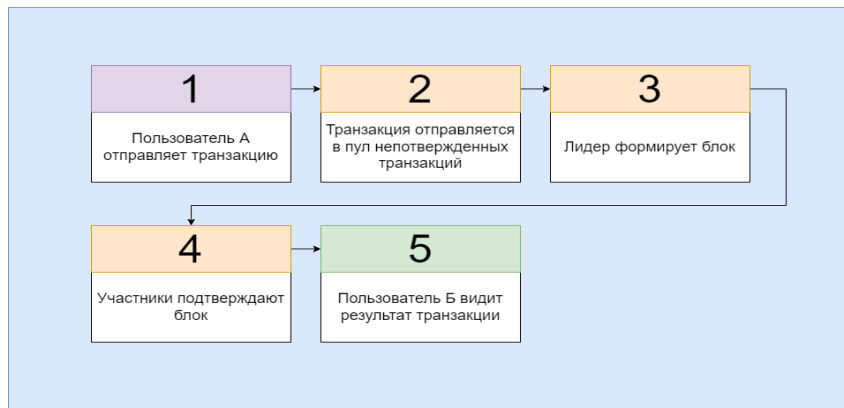 1
Пользователь А
отправляет транзакцию
2
Транзакция отправляется
в пул непотвержденных
транзакций
3
Лидер формирует блок
4
Участники подтверждают
блок
5
Пользователь Б видит
результат транзакции